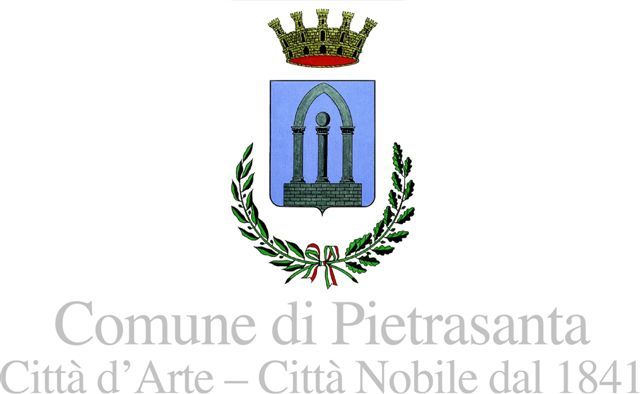 Comune di Pietrasanta
Città d’Arte – Città Nobile dal 1841